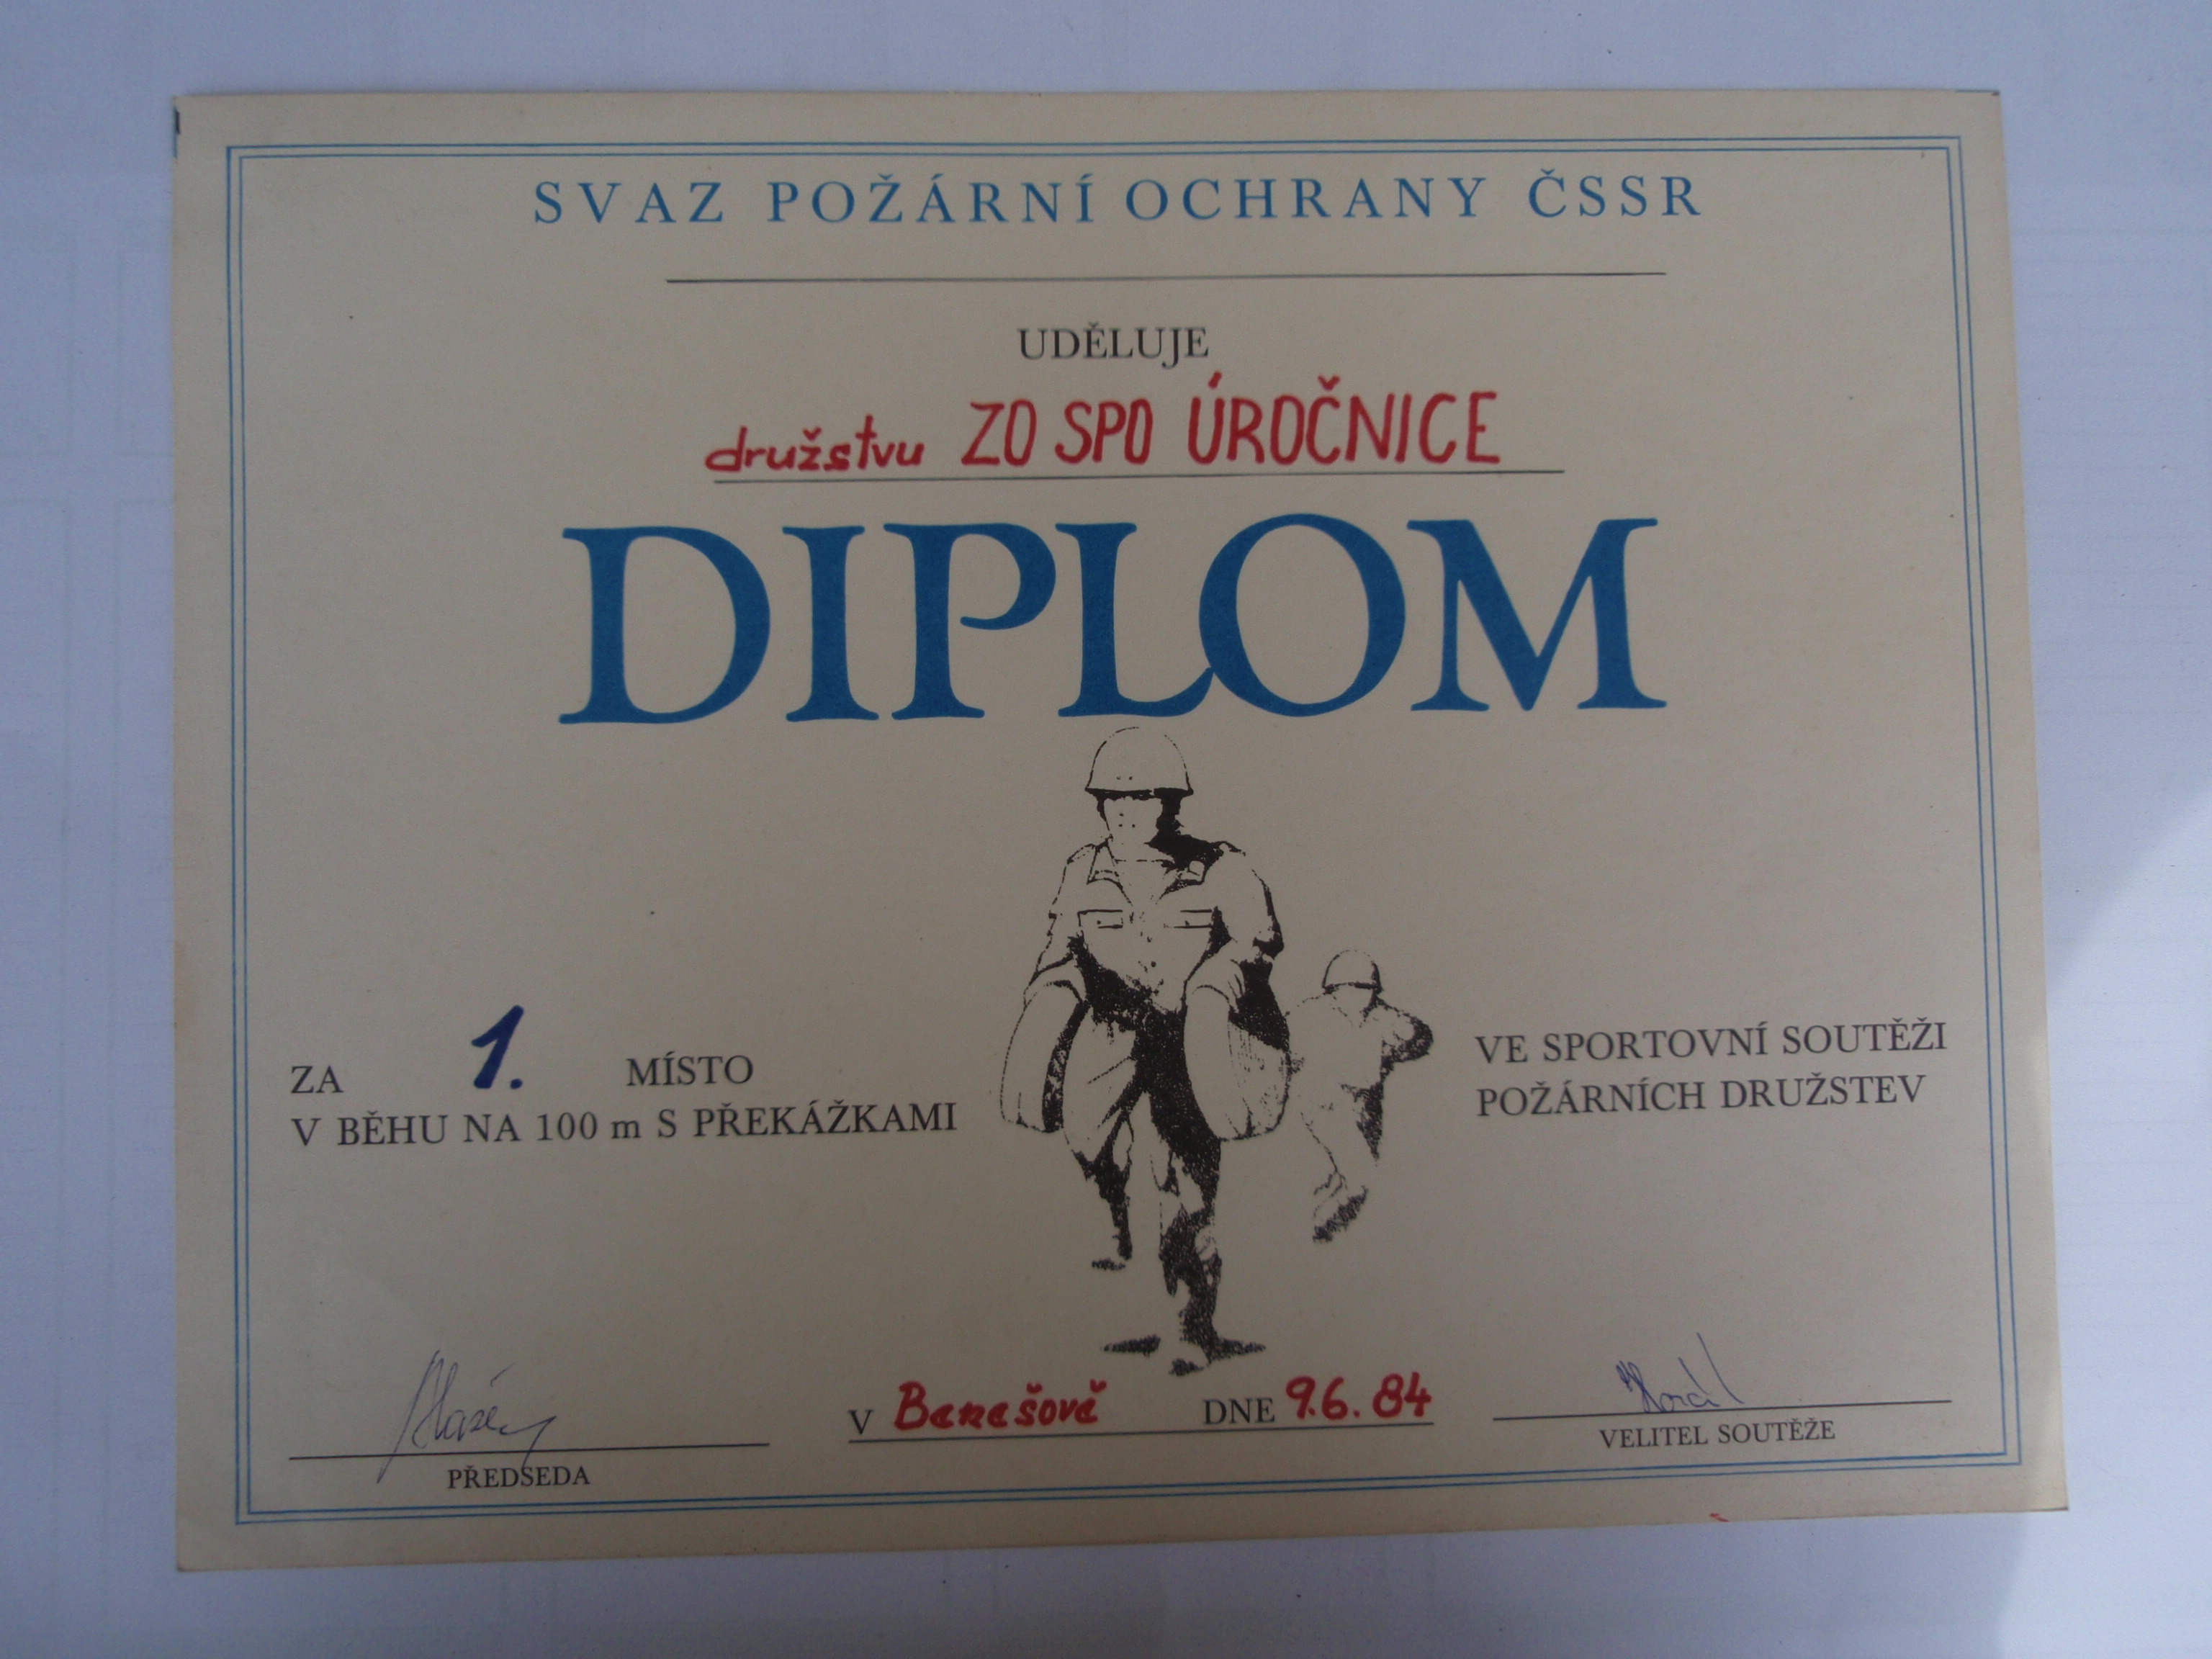 SVAZ POŽÁRNÍ OCHRANY ČSSR
UDĚLUJE
družstvu ZO SPO ÚROČNICE
DIPLOM
ZA 1. MÍSTO
V BĚHU NA 100 m S PŘEKÁŽKAMI
VE SPORTOVNÍ SOUTĚŽI
POŽÁRNÍCH DRUŽSTEV
V Benešově DNE 9.6.84
PŘEDSEDA
VELITEL SOUTĚŽE